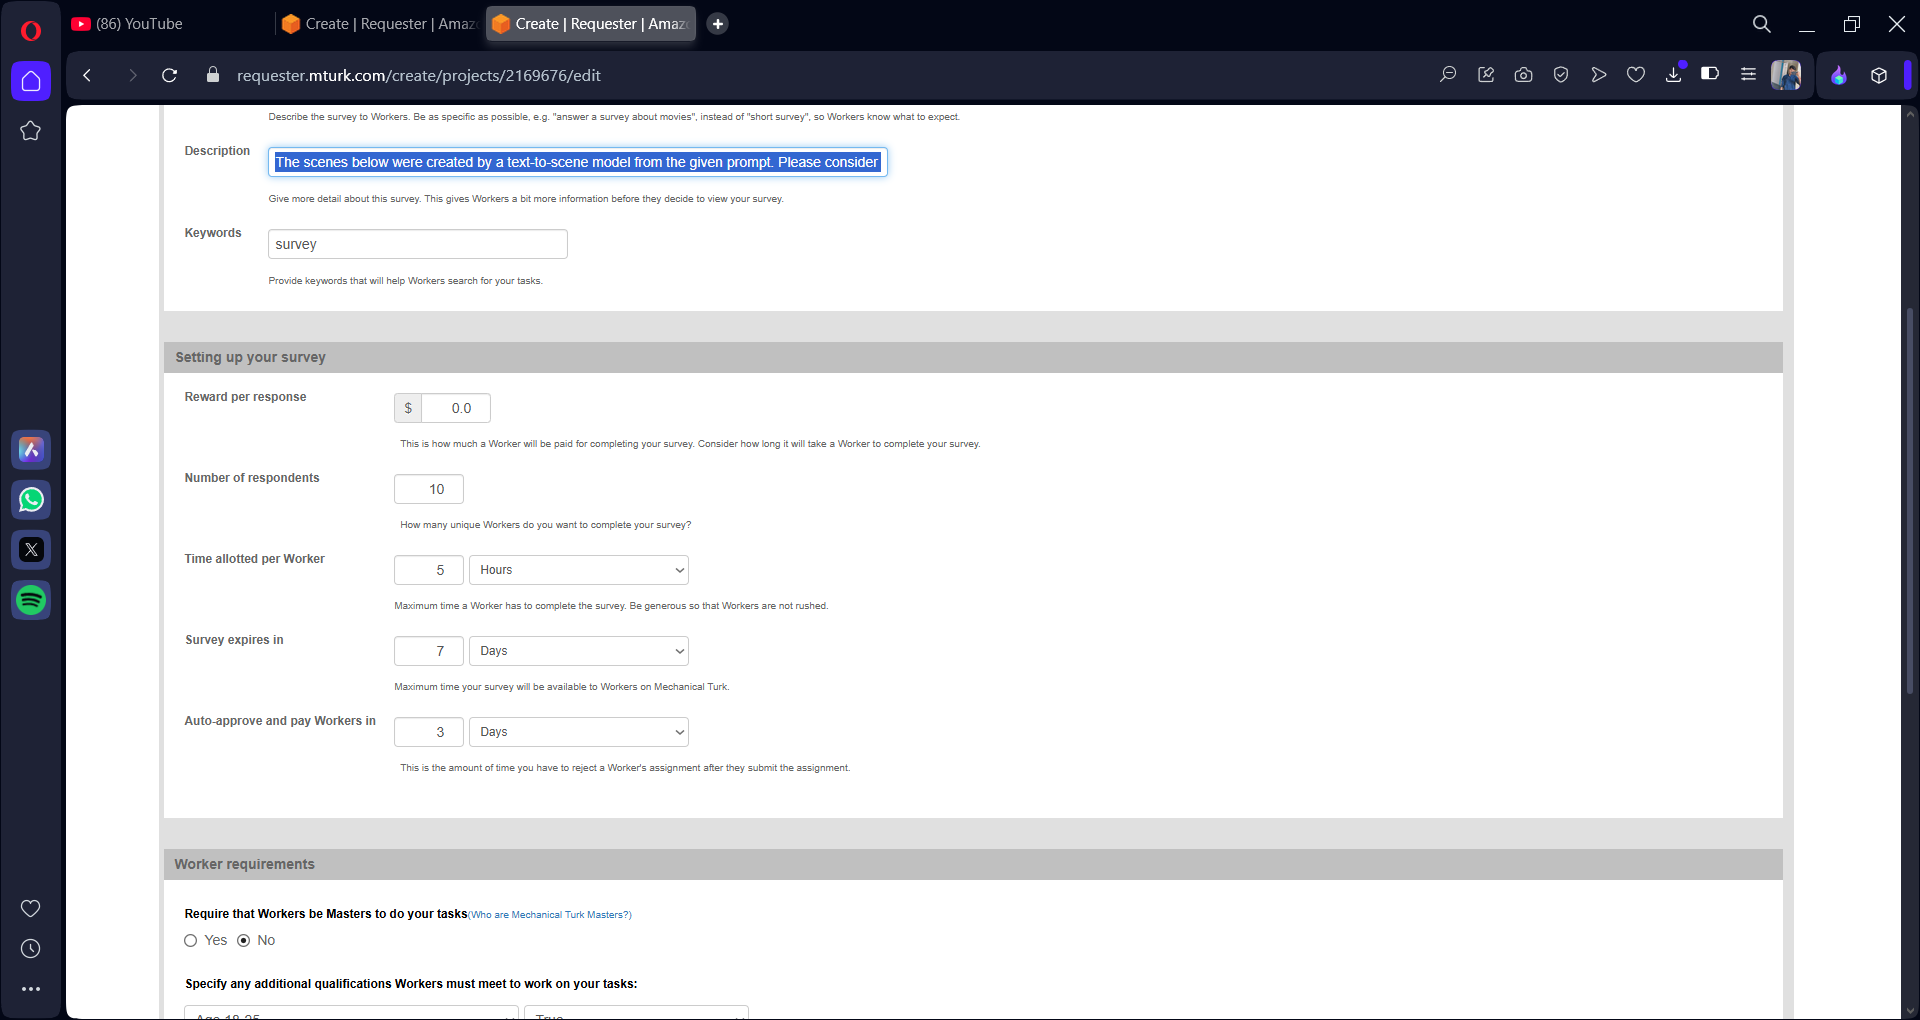 (86) YouTube
Create | Requester | Amaz
Create | Requester | Amaz
requester.mturk.com/create/projects/2169676/edit
Describe the survey to Workers. Be as specific as possible, e.g. "answer a survey about movies", instead of "short survey", so Workers know what to expect.
Description
The scenes below were created by a text-to-scene model from the given prompt. Please consider
Give more detail about this survey. This gives Workers a bit more information before they decide to view your survey.
Keywords
survey
Provide keywords that will help Workers search for your tasks.
Setting up your survey
Reward per response
$ 0.0
This is how much a Worker will be paid for completing your survey. Consider how long it will take a Worker to complete your survey.
Number of respondents
10
How many unique Workers do you want to complete your survey?
Time allotted per Worker
5 Hours
Maximum time a Worker has to complete the survey. Be generous so that Workers are not rushed.
Survey expires in
7 Days
Maximum time your survey will be available to Workers on Mechanical Turk.
Auto-approve and pay Workers in
3 Days
This is the amount of time you have to reject a Worker's assignment after they submit the assignment.
Worker requirements
Require that Workers be Masters to do your tasks (Who are Mechanical Turk Masters?)
Yes No
Specify any additional qualifications Workers must meet to work on your tasks:
Age 18-25 True